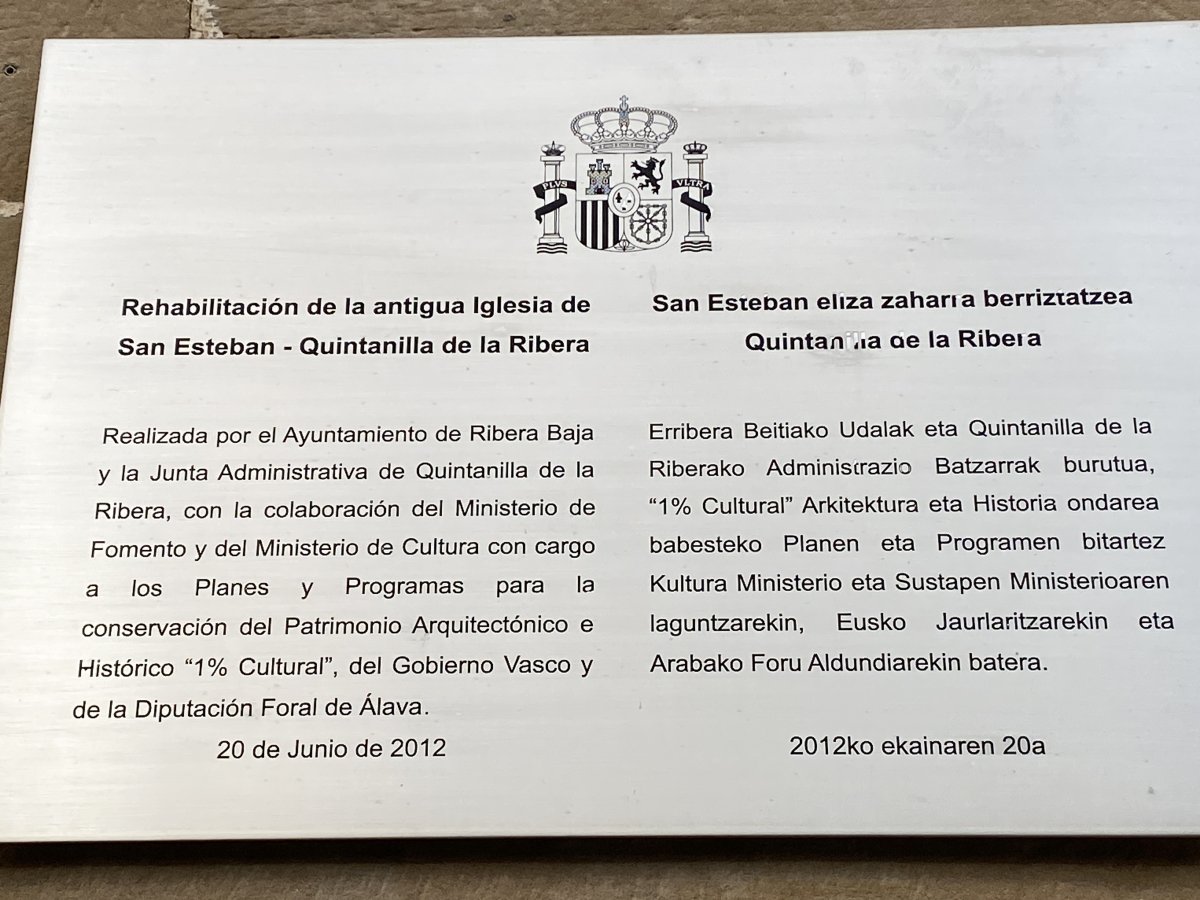 PLVS VLTRA
Rehabilitación de la antigua Iglesia de
San Esteban - Quintanilla de la Ribera
Realizada por el Ayuntamiento de Ribera Baja
y la Junta Administrativa de Quintanilla de la
Ribera, con la colaboración del Ministerio de
Fomento y del Ministerio de Cultura con cargo
a los Planes y Programas para la
conservación del Patrimonio Arquitectónico e
Histórico “1% Cultural”, del Gobierno Vasco y
de la Diputación Foral de Álava.
20 de Junio de 2012
San Esteban eliza zaharra berriztatzea
Quintanilla de la Ribera
Erribera Beitiako Udalak eta Quintanilla de la
Riberako Administrazio Batzarrak burutua,
“1% Cultural” Arkitektura eta Historia ondarea
babesteko Planen eta Programen bitartez
Kultura Ministerio eta Sustapen Ministerioaren
laguntzarekin, Eusko Jaurlaritzarekin eta
Arabako Foru Aldundiarekin batera.
2012ko ekainaren 20a